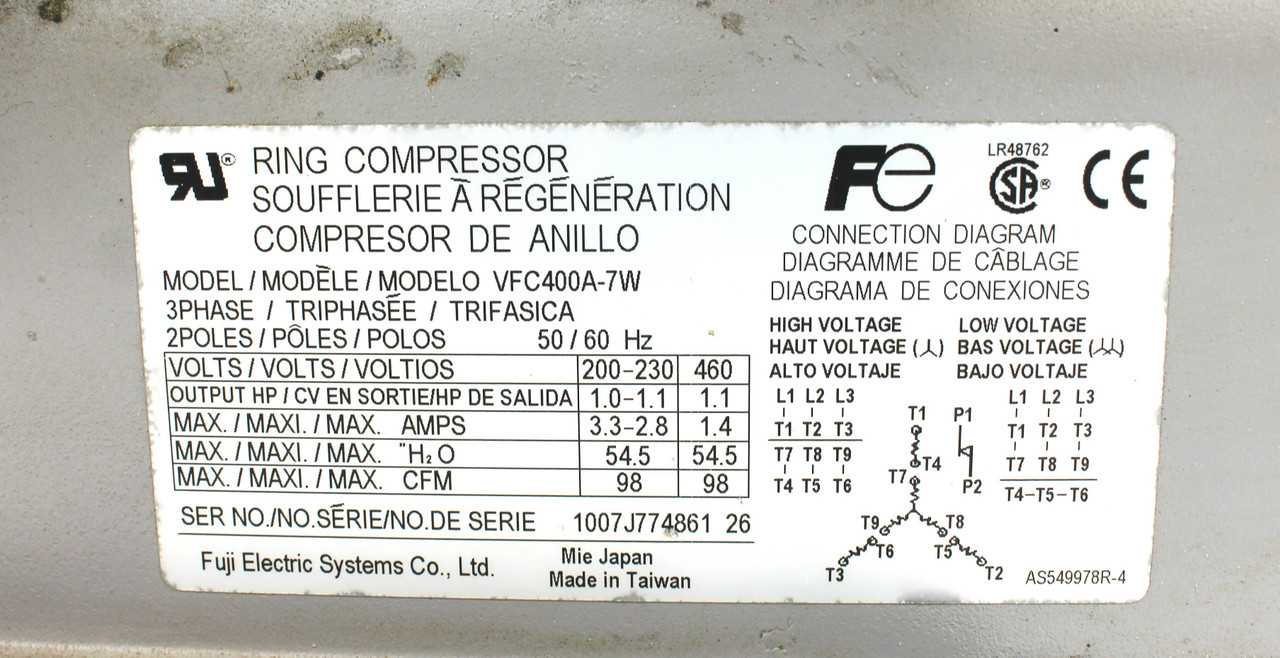 RU®
RING COMPRESSOR
SOUFFLERIE À RÉGÉNÉRATION
COMPRESOR DE ANILLO
MODEL / MODÈLE / MODELO VFC400A-7W
3PHASE / TRIPHASÉE / TRIFASICA
2POLES / PÔLES / POLOS 50 / 60 Hz
VOLTS / VOLTS / VOLTIOS 200-230 460
OUTPUT HP / CV EN SORTIE/HP DE SALIDA 1.0-1.1 1.1
MAX. / MAXI. / MAX. AMPS 3.3-2.8 1.4
MAX. / MAXI. / MAX. "H₂O 54.5 54.5
MAX. / MAXI. / MAX. CFM 98 98
SER NO./NO.SÉRIE/NO.DE SERIE 1007J774861 26
Fuji Electric Systems Co., Ltd.
Mie Japan
Made in Taiwan
Fe
LR48762
SA®
CE
CONNECTION DIAGRAM
DIAGRAMME DE CÂBLAGE
DIAGRAMA DE CONEXIONES
HIGH VOLTAGE
HAUT VOLTAGE
ALTO VOLTAJE
LOW VOLTAGE
BAS VOLTAGE
BAJO VOLTAJE
L1 L2 L3
T1 T2 T3
T7 T8 T9
T4 T5 T6
T1
T4
T7
T9
T8
T6
T5
T3
T2
P1
P2
L1 L2 L3
T1 T2 T3
T7 T8 T9
T4-T5-T6
AS549978R-4